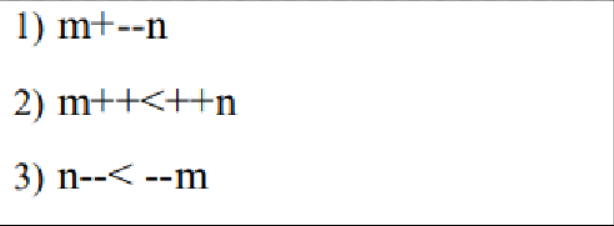 1) m+--n
2) m++<++n
3) n--< --m